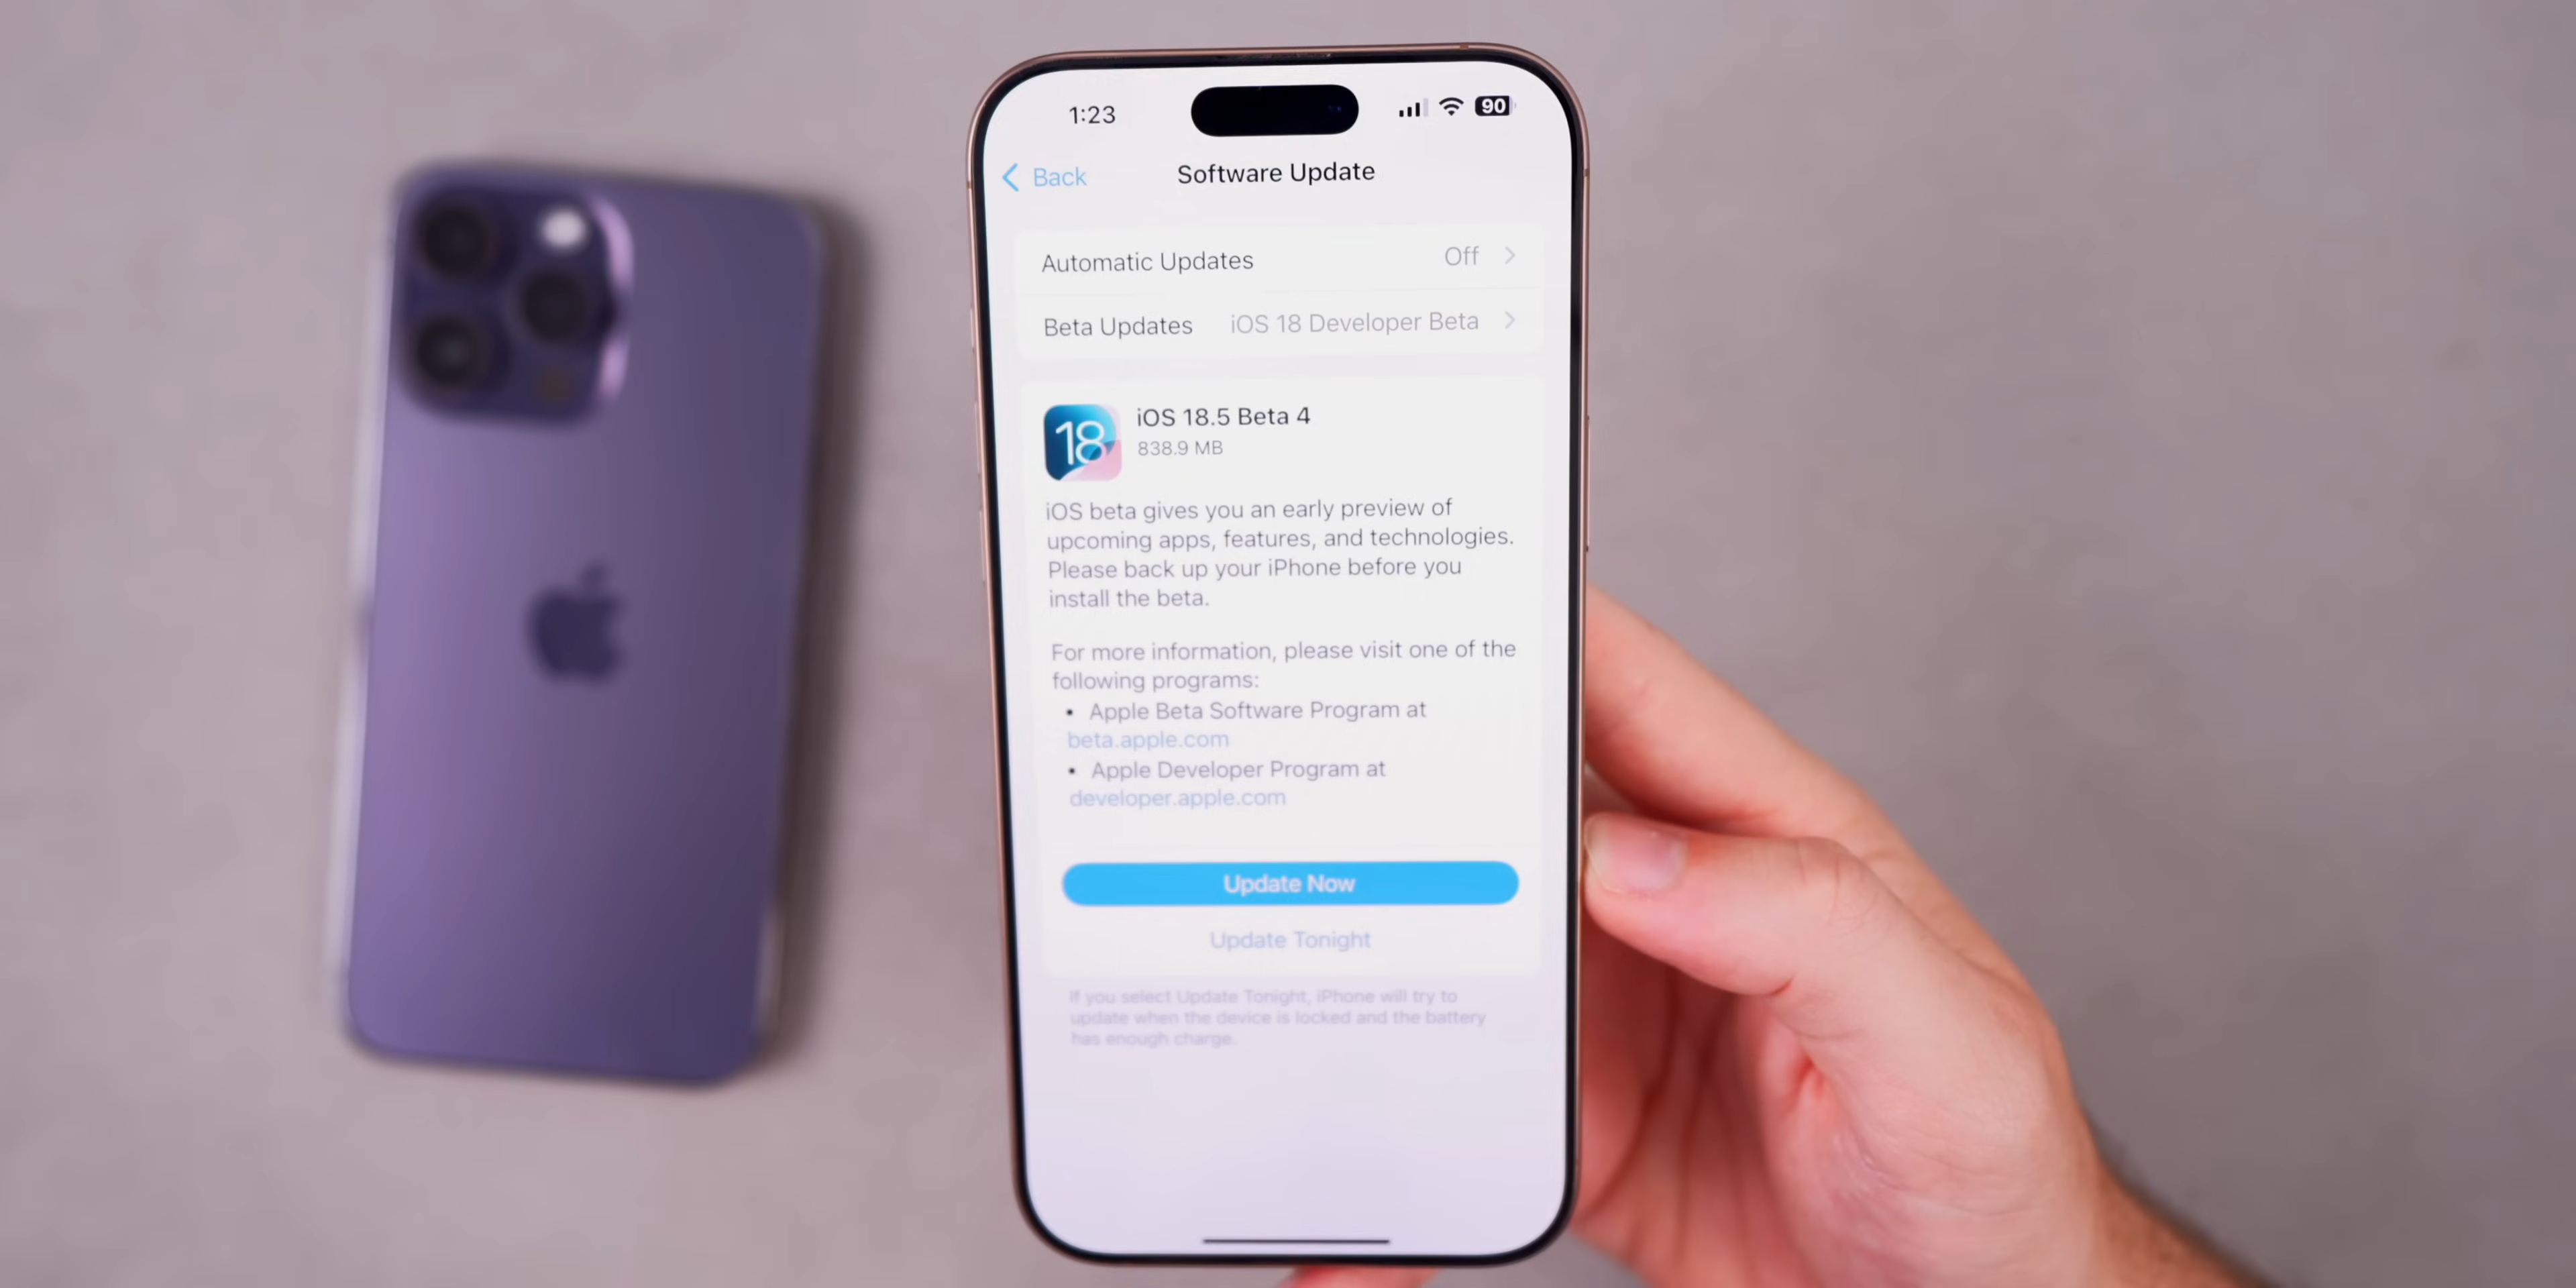 1:23
90
Back
Software Update
Automatic Updates Off
Beta Updates iOS 18 Developer Beta
18
iOS 18.5 Beta 4
838.9 MB
iOS beta gives you an early preview of
upcoming apps, features, and technologies.
Please back up your iPhone before you
install the beta.
For more information, please visit one of the
following programs:
• Apple Beta Software Program at
beta.apple.com
• Apple Developer Program at
developer.apple.com
Update Now
Update Tonight
If you select Update Tonight, iPhone will try to
update when the device is locked and the battery
has enough charge.